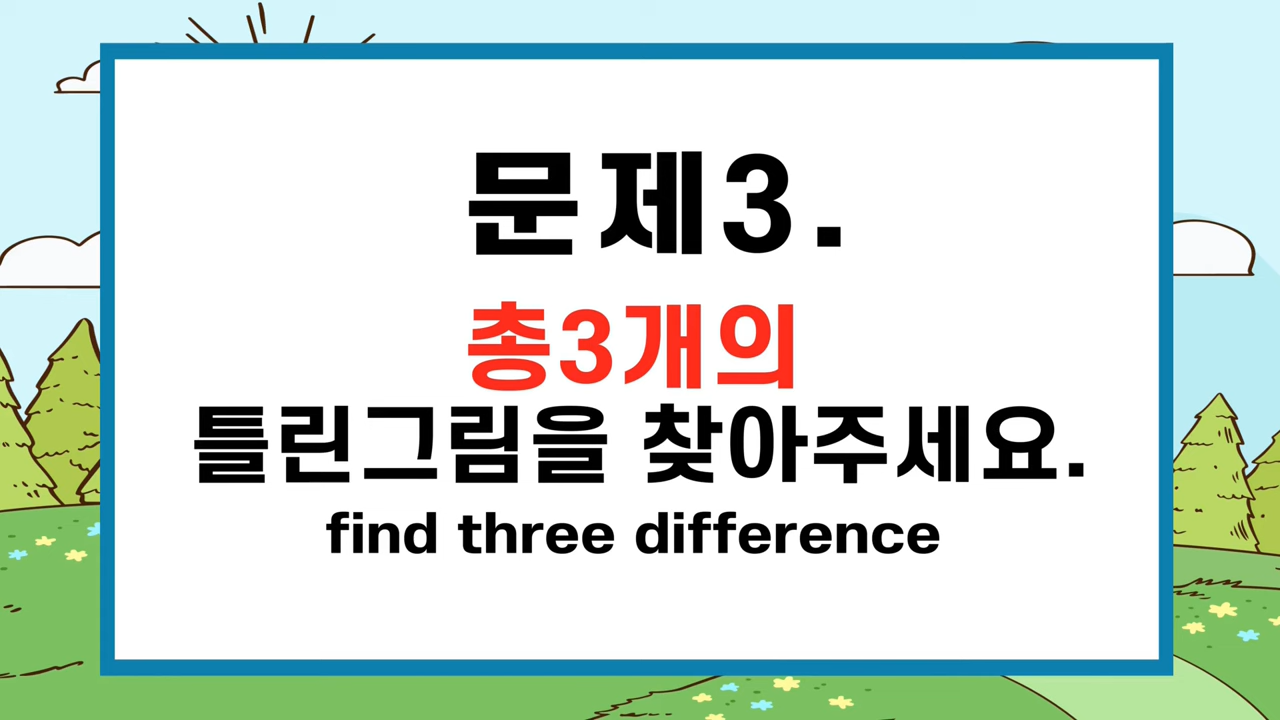 문제3.
총3개의
틀린그림을 찾아주세요.
find three difference